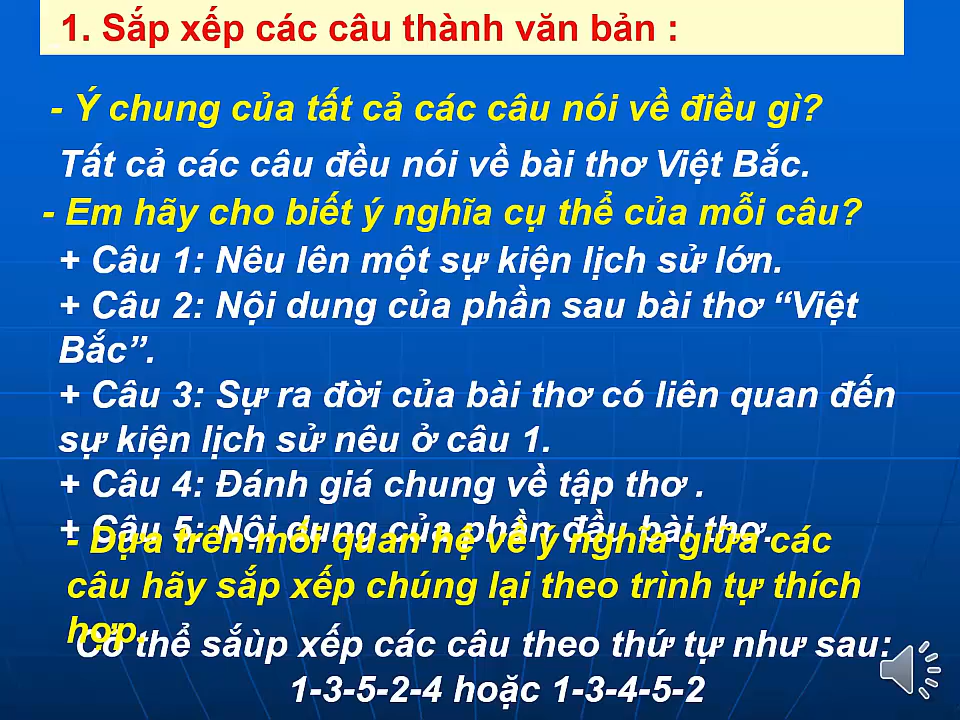 1. Sắp xếp các câu thành văn bản :
- Ý chung của tất cả các câu nói về điều gì?
Tất cả các câu đều nói về bài thơ Việt Bắc.
- Em hãy cho biết ý nghĩa cụ thể của mỗi câu?
+ Câu 1: Nêu lên một sự kiện lịch sử lớn.
+ Câu 2: Nội dung của phần sau bài thơ “Việt
Bắc”.
+ Câu 3: Sự ra đời của bài thơ có liên quan đến
sự kiện lịch sử nêu ở câu 1.
+ Câu 4: Đánh giá chung về tập thơ .
+ Câu 5: Nội dung của phần đầu bài thơ.
- Dựa trên mối quan hệ về ý nghĩa giữa các
câu hãy sắp xếp chúng lại theo trình tự thích
hợp.
Có thể sắùp xếp các câu theo thứ tự như sau:
1-3-5-2-4 hoặc 1-3-4-5-2